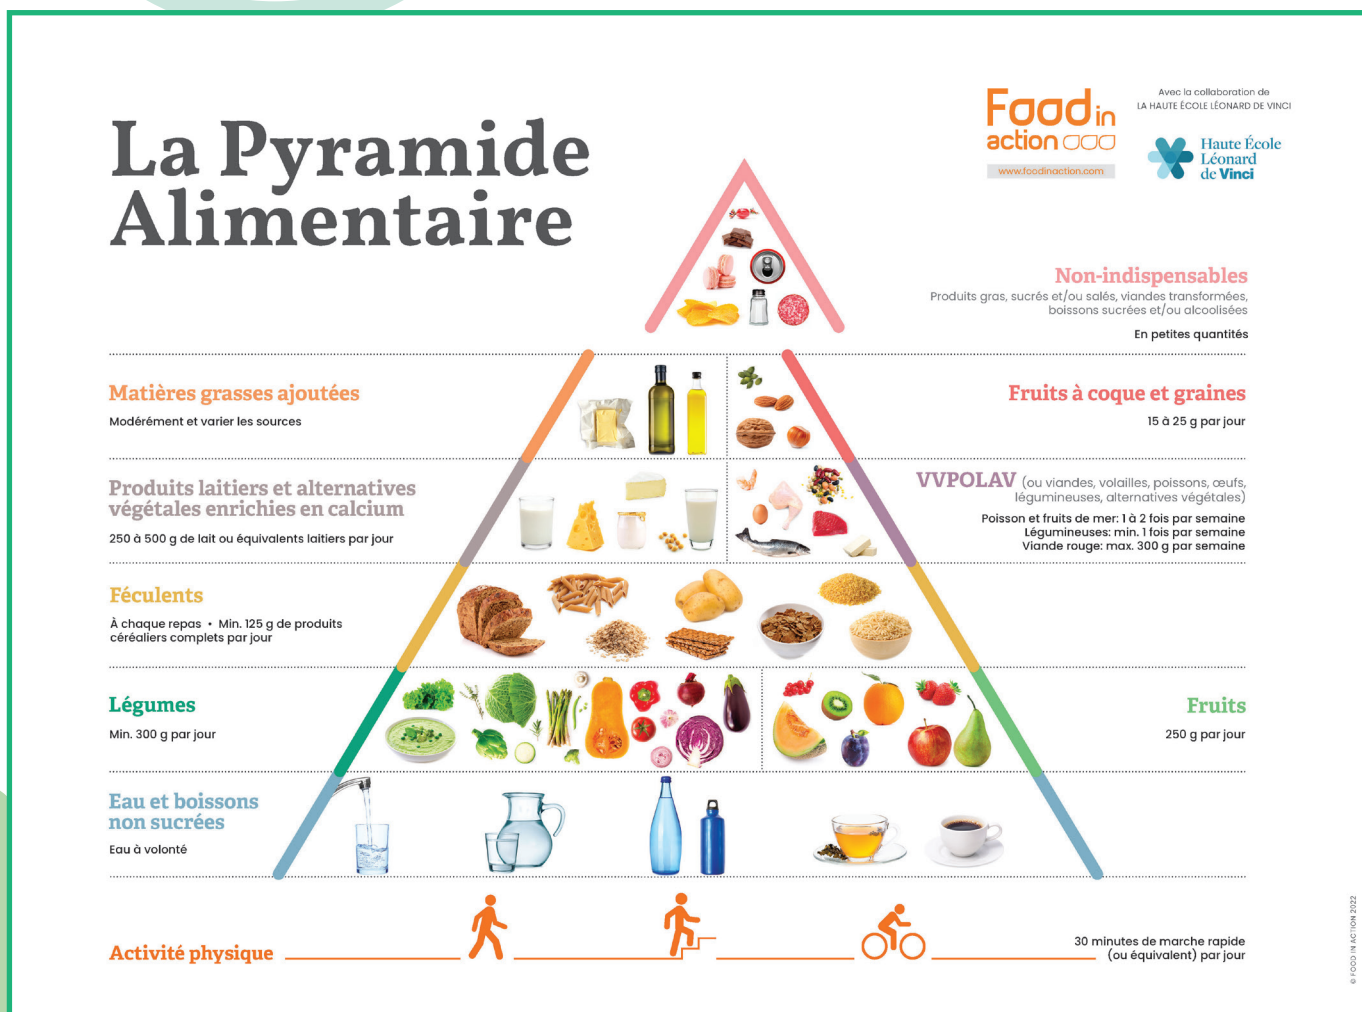 La Pyramide
Alimentaire
Food in
action
www.foodinaction.com
Avec la collaboration de
LA HAUTE ÉCOLE LÉONARD DE VINCI
Haute École
Léonard
de Vinci
Non-indispensables
Produits gras, sucrés et/ou salés, viandes transformées,
boissons sucrées et/ou alcoolisées
En petites quantités
Matières grasses ajoutées
Modérément et varier les sources
Fruits à coque et graines
15 à 25 g par jour
Produits laitiers et alternatives
végétales enrichies en calcium
250 à 500 g de lait ou équivalents laitiers par jour
VVPOLAV (ou viandes, volailles, poissons, œufs,
légumineuses, alternatives végétales)
Poisson et fruits de mer: 1 à 2 fois par semaine
Légumineuses: min. 1 fois par semaine
Viande rouge: max. 300 g par semaine
Féculents
À chaque repas • Min. 125 g de produits
céréaliers complets par jour
Légumes
Min. 300 g par jour
Fruits
250 g par jour
Eau et boissons
non sucrées
Eau à volonté
Activité physique
30 minutes de marche rapide
(ou équivalent) par jour
© FOOD IN ACTION 2022